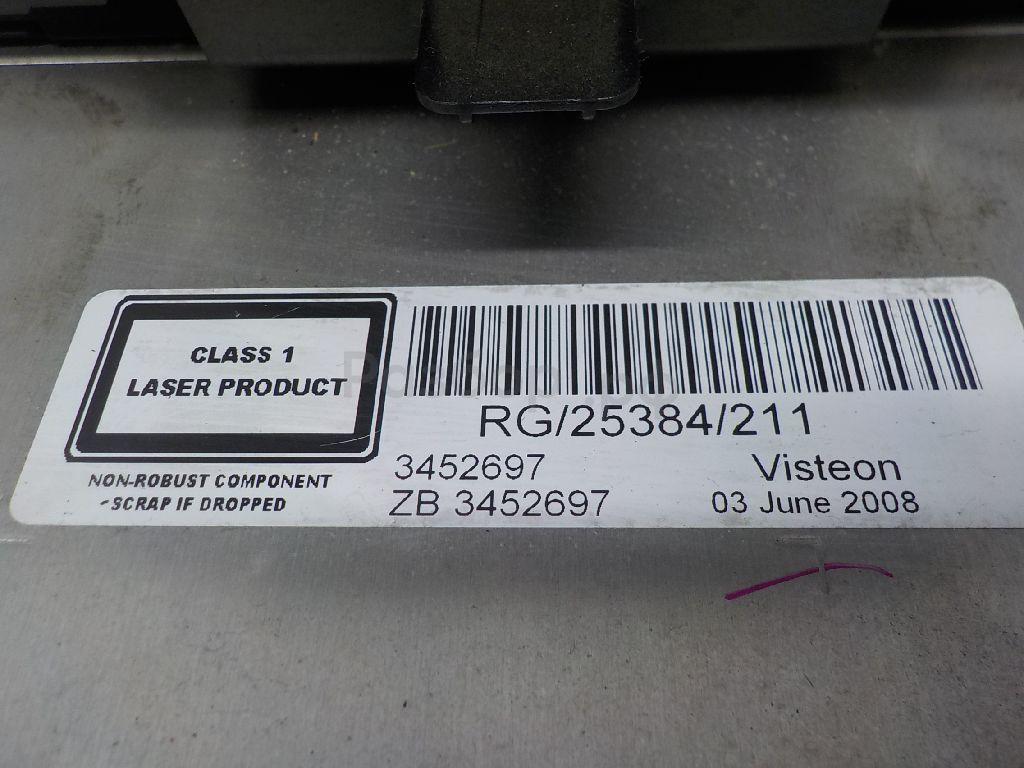 CLASS 1
LASER PRODUCT
NON-ROBUST COMPONENT
-SCRAP IF DROPPED
RG/25384/211
3452697
Visteon
ZB 3452697
03 June 2008